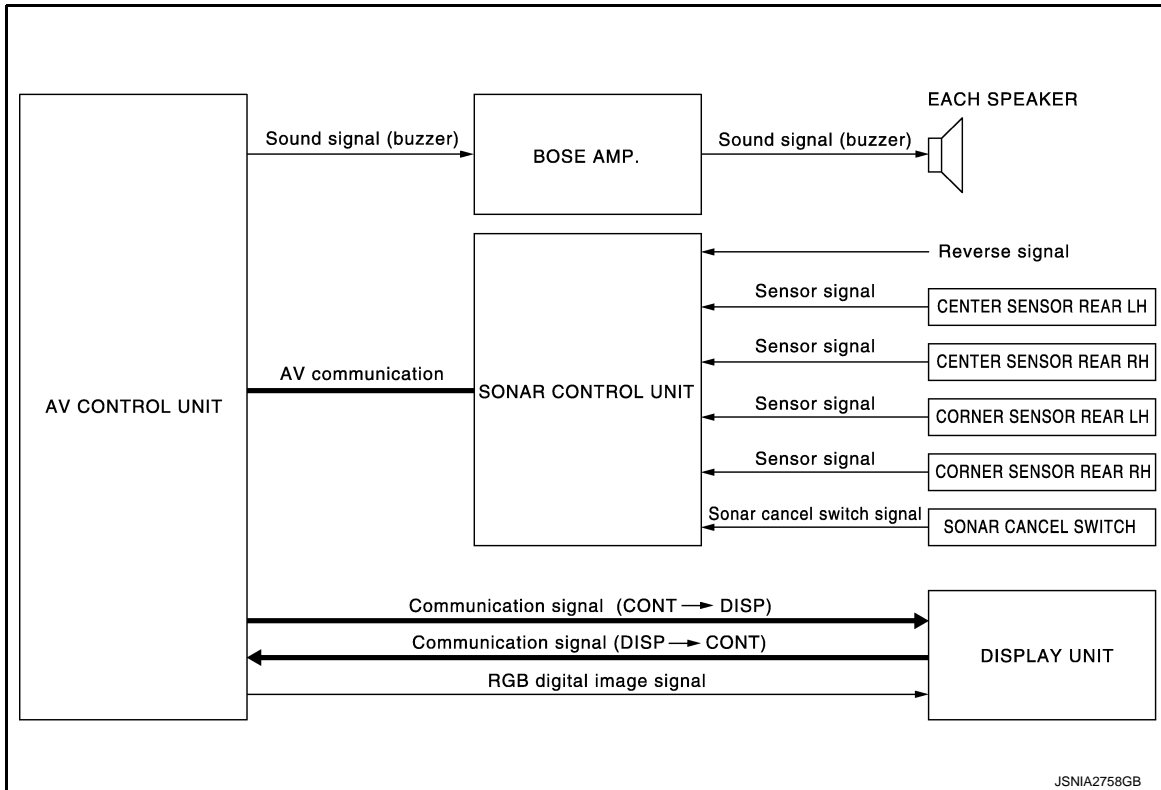 EACH SPEAKER
Sound signal (buzzer)
BOSE AMP.
Sound signal (buzzer)
Reverse signal
Sensor signal
CENTER SENSOR REAR LH
Sensor signal
CENTER SENSOR REAR RH
AV communication
SONAR CONTROL UNIT
AV CONTROL UNIT
Sensor signal
CORNER SENSOR REAR LH
Sensor signal
CORNER SENSOR REAR RH
Sonar cancel switch signal
SONAR CANCEL SWITCH
Communication signal (CONT → DISP)
Communication signal (DISP → CONT)
DISPLAY UNIT
RGB digital image signal
JSNIA2758GB